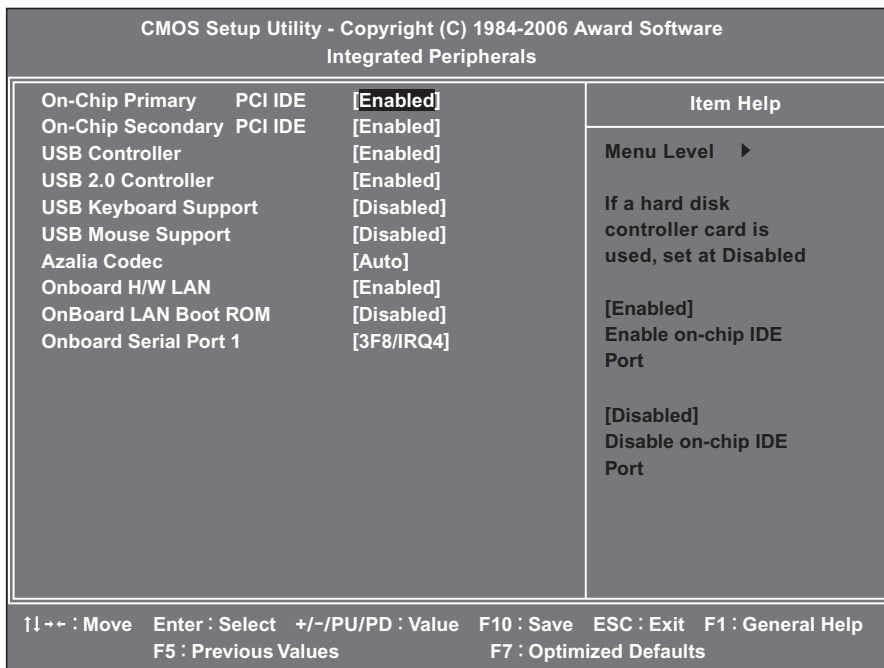 CMOS Setup Utility - Copyright (C) 1984-2006 Award Software
Integrated Peripherals
On-Chip Primary PCI IDE [Enabled]
On-Chip Secondary PCI IDE [Enabled]
USB Controller [Enabled]
USB 2.0 Controller [Enabled]
USB Keyboard Support [Disabled]
USB Mouse Support [Disabled]
Azalia Codec [Auto]
Onboard H/W LAN [Enabled]
OnBoard LAN Boot ROM [Disabled]
Onboard Serial Port 1 [3F8/IRQ4]
Item Help
Menu Level ▶
If a hard disk
controller card is
used, set at Disabled
[Enabled]
Enable on-chip IDE
Port
[Disabled]
Disable on-chip IDE
Port
↑↓→←:Move Enter:Select +/-/PU/PD:Value F10:Save ESC:Exit F1:General Help
F5:Previous Values F7:Optimized Defaults